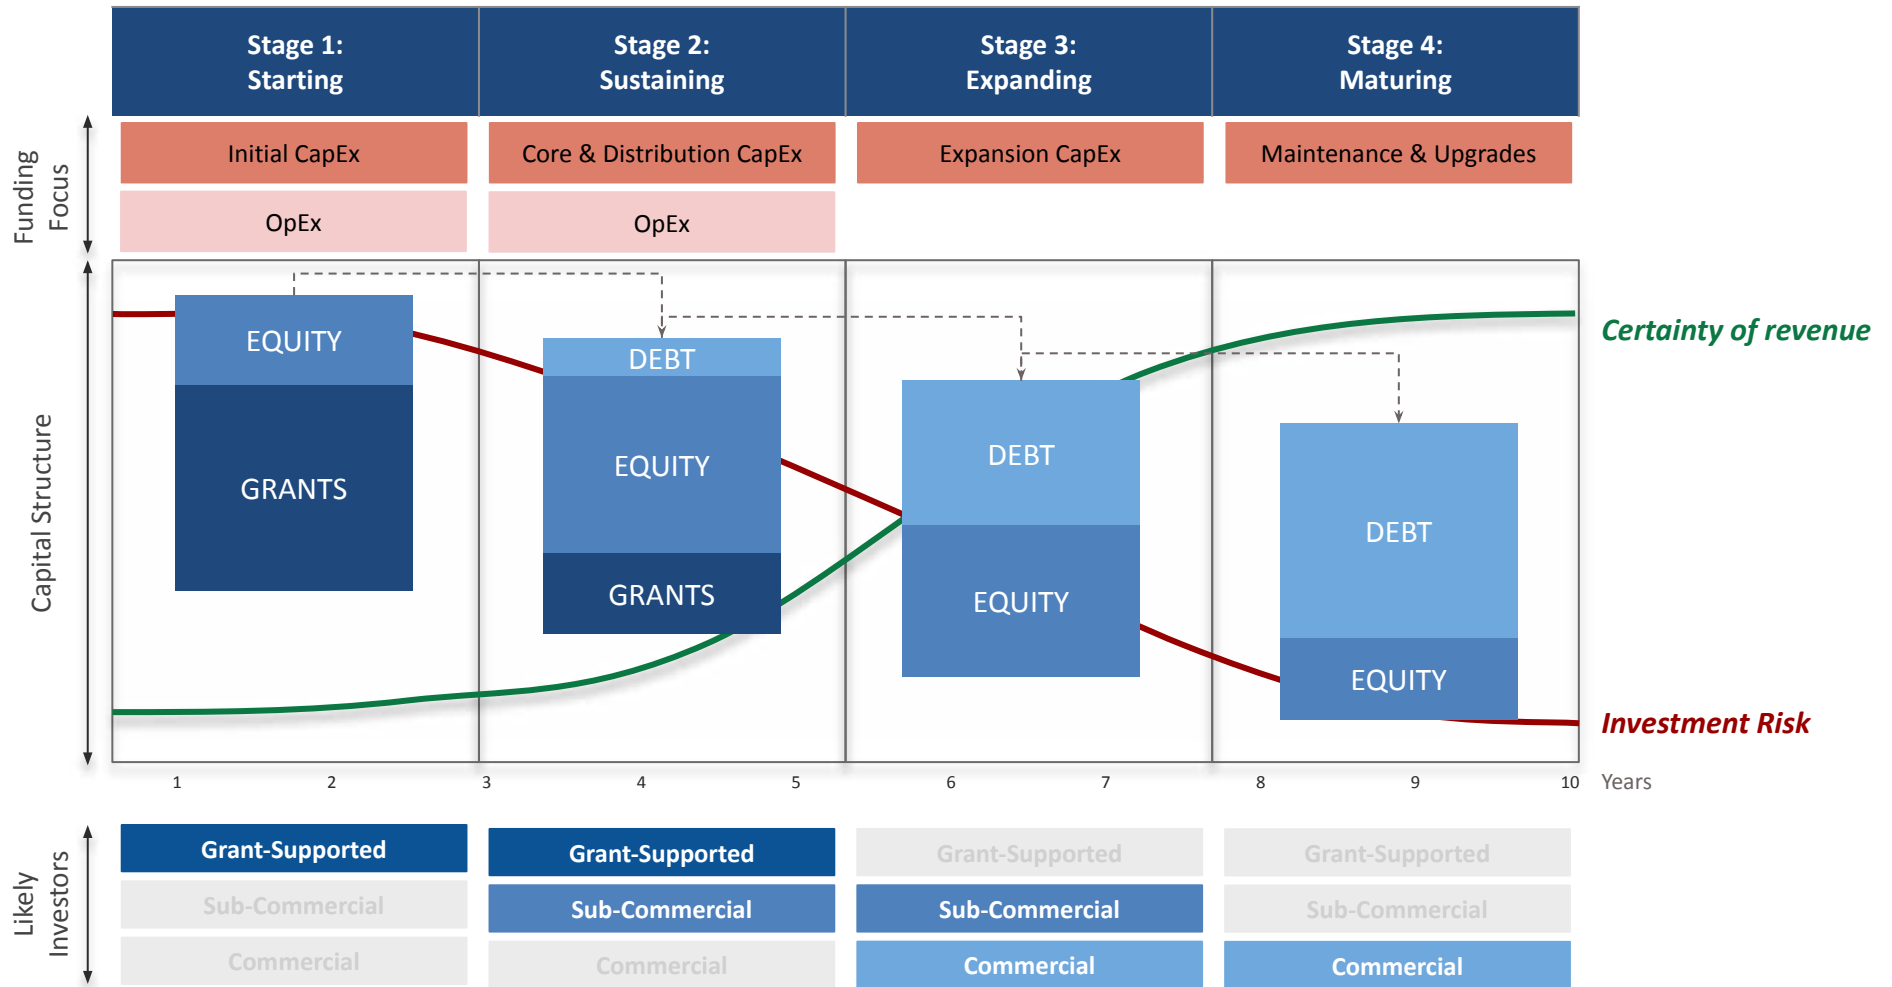 Stage 1:
Starting
Stage 2:
Sustaining
Stage 3:
Expanding
Stage 4:
Maturing
Funding
Focus
Initial CapEx
Core & Distribution CapEx
Expansion CapEx
Maintenance & Upgrades
OpEx
OpEx
Capital Structure
EQUITY
GRANTS
DEBT
EQUITY
GRANTS
DEBT
EQUITY
DEBT
EQUITY
Certainty of revenue
Investment Risk
1 2 3 4 5 6 7 8 9 10 Years
Likely
Investors
Grant-Supported
Sub-Commercial
Commercial
Grant-Supported
Sub-Commercial
Commercial
Grant-Supported
Sub-Commercial
Commercial
Grant-Supported
Sub-Commercial
Commercial